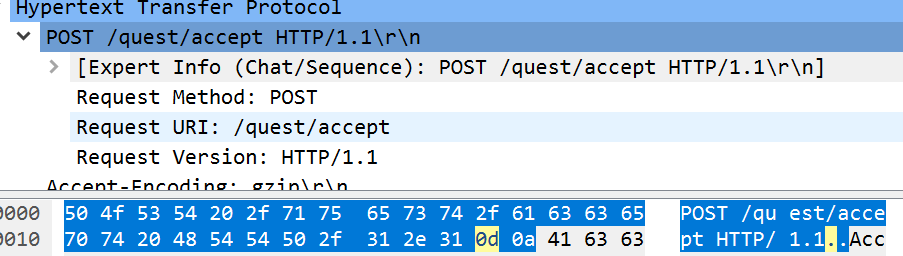 Hypertext Transfer Protocol
POST /quest/accept HTTP/1.1\r\n
[Expert Info (Chat/Sequence): POST /quest/accept HTTP/1.1\r\n]
Request Method: POST
Request URI: /quest/accept
Request Version: HTTP/1.1
Accept-Encoding: gzip\r\n
0000 50 4f 53 54 20 2f 71 75 65 73 74 2f 61 63 63 65 POST /qu est/acce
0010 70 74 20 48 54 54 50 2f 31 2e 31 0d 0a 41 63 63 pt HTTP/ 1.1..Acc